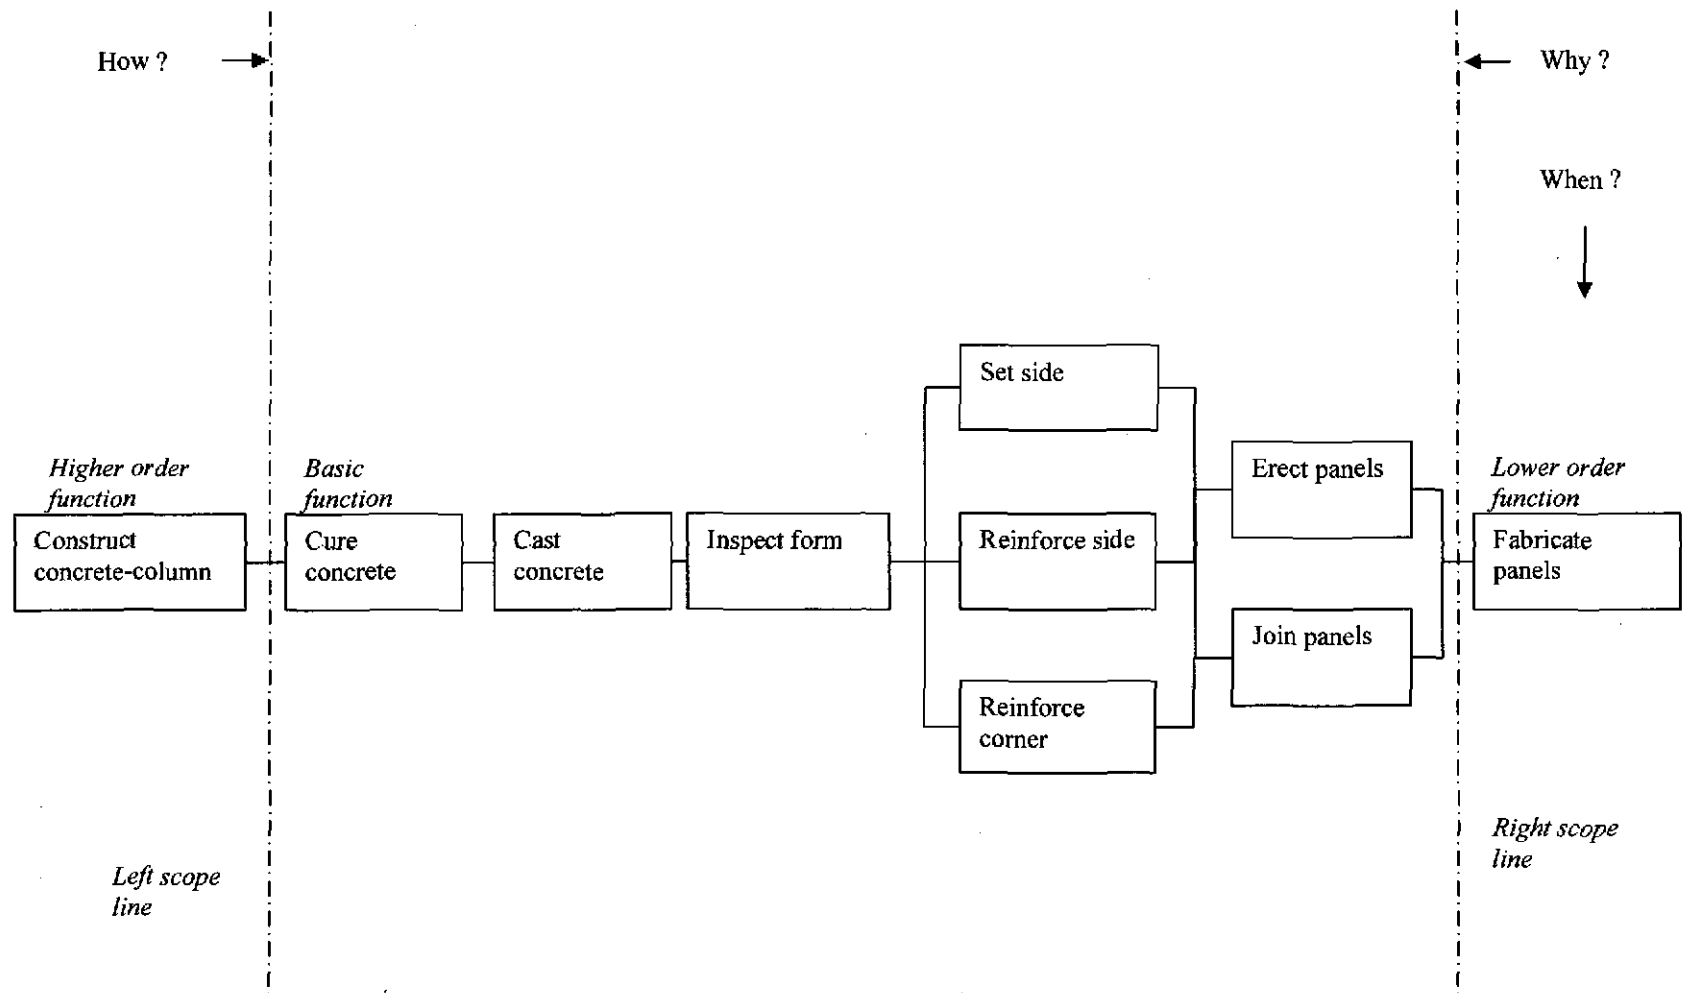 How ?
Why ?
When ?
Set side
Higher order
function
Basic
function
Erect panels
Lower order
function
Construct
concrete-column
Cure
concrete
Cast
concrete
Inspect form
Reinforce side
Fabricate
panels
Join panels
Reinforce
corner
Right scope
line
Left scope
line